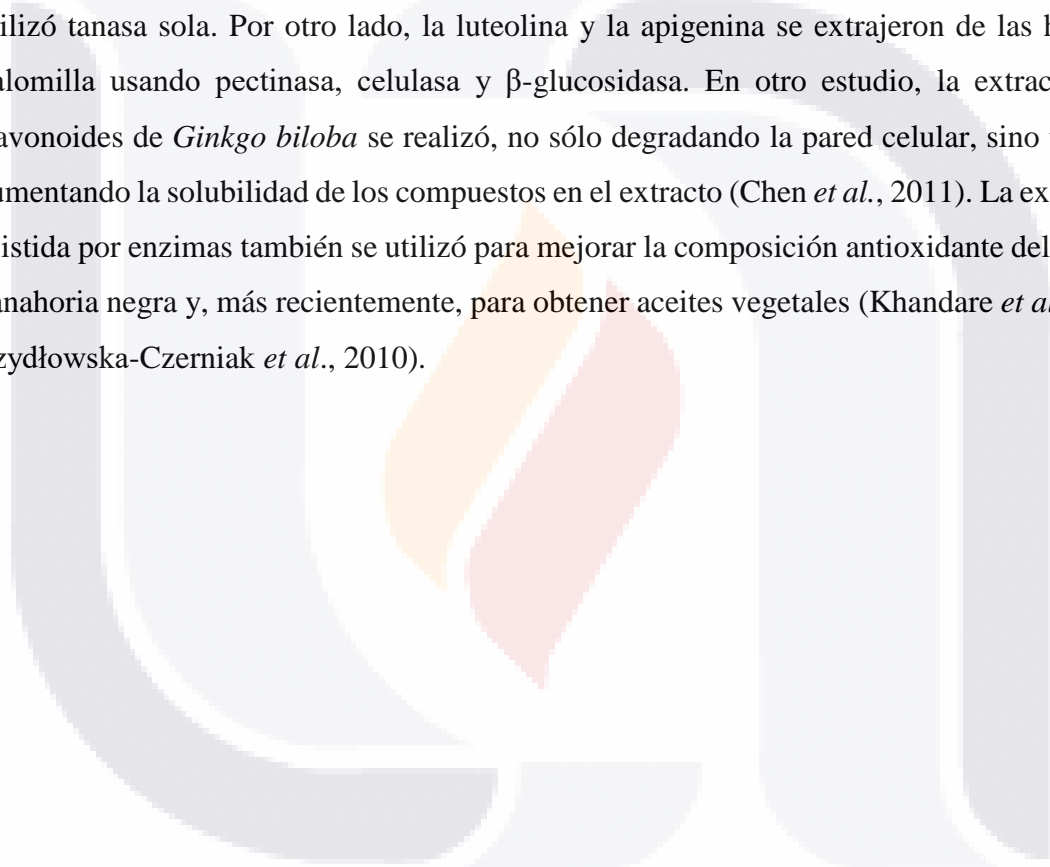 ilizó tanasa sola. Por otro lado, la luteolina y la apigenina se extrajeron de las h
alomilla usando pectinasa, celulasa y β-glucosidasa. En otro estudio, la extrac
avonoides de Ginkgo biloba se realizó, no sólo degradando la pared celular, sino
umentando la solubilidad de los compuestos en el extracto (Chen et al., 2011). La ex
istida por enzimas también se utilizó para mejorar la composición antioxidante del
anahoria negra y, más recientemente, para obtener aceites vegetales (Khandare et al
zydłowska-Czerniak et al., 2010).